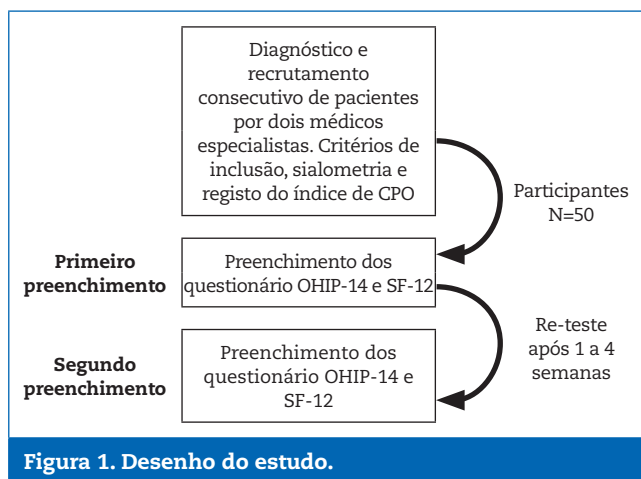 Diagnóstico e
recrutamento
consecutivo de pacientes
por dois médicos
especialistas. Critérios de
inclusão, sialometria e
registo do índice de CPO
Participantes
N=50
Primeiro
preenchimento
Preenchimento dos
questionário OHIP-14 e SF-12
Re-teste
após 1 a 4
semanas
Segundo
preenchimento
Preenchimento dos
questionário OHIP-14 e
SF-12
Figura 1. Desenho do estudo.